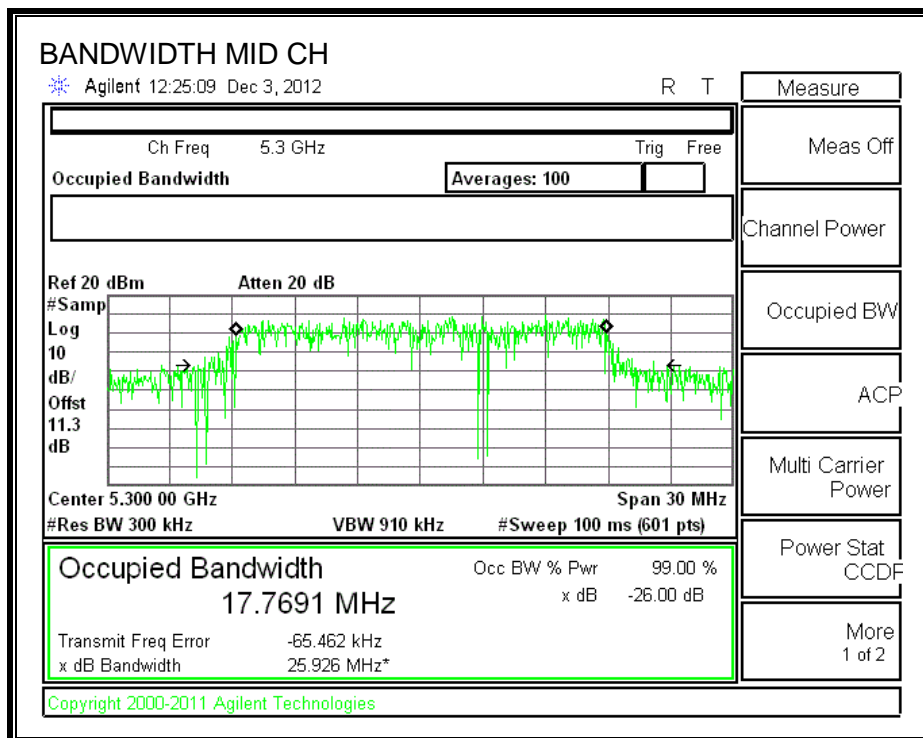 BANDWIDTH MID CH
Agilent 12:25:09 Dec 3, 2012 R T
Measure
Ch Freq 5.3 GHz Trig Free
Meas Off
Occupied Bandwidth Averages: 100
Channel Power
Ref 20 dBm Atten 20 dB
#Samp
Log
10
dB/
Offst
11.3
dB
Occupied BW
ACP
Center 5.300 00 GHz Span 30 MHz
#Res BW 300 kHz VBW 910 kHz #Sweep 100 ms (601 pts)
Multi Carrier
Power
Occupied Bandwidth Occ BW % Pwr 99.00 %
17.7691 MHz x dB -26.00 dB
Power Stat
CCDF
Transmit Freq Error -65.462 kHz
x dB Bandwidth 25.926 MHz*
More
1 of 2
Copyright 2000-2011 Agilent Technologies